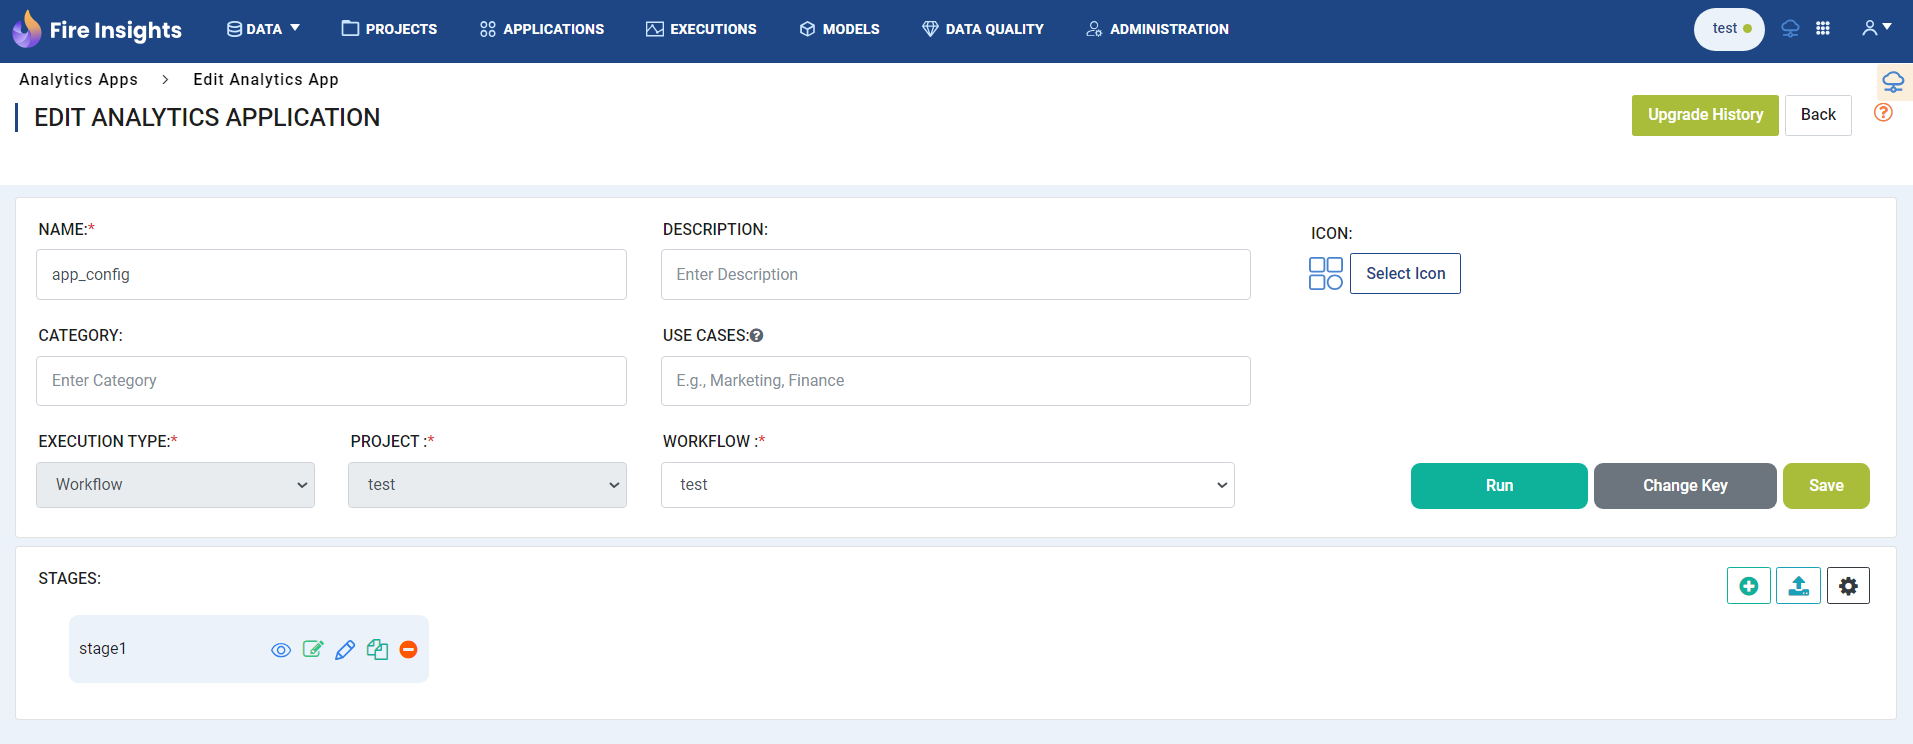 Fire Insights DATA PROJECTS APPLICATIONS EXECUTIONS MODELS DATA QUALITY ADMINISTRATION test
Analytics Apps > Edit Analytics App
EDIT ANALYTICS APPLICATION
Upgrade History Back
NAME:* DESCRIPTION: ICON:
app_config Enter Description Select Icon
CATEGORY: USE CASES:
Enter Category E.g., Marketing, Finance
EXECUTION TYPE:* PROJECT :* WORKFLOW :*
Workflow test test Run Change Key Save
STAGES:
stage1